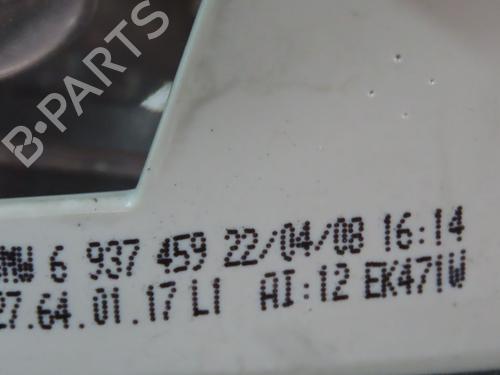 B-PARTS
MW 6 937 459 22/04/08 16:14
27.64.01.17 L1 AI:12 EK471W